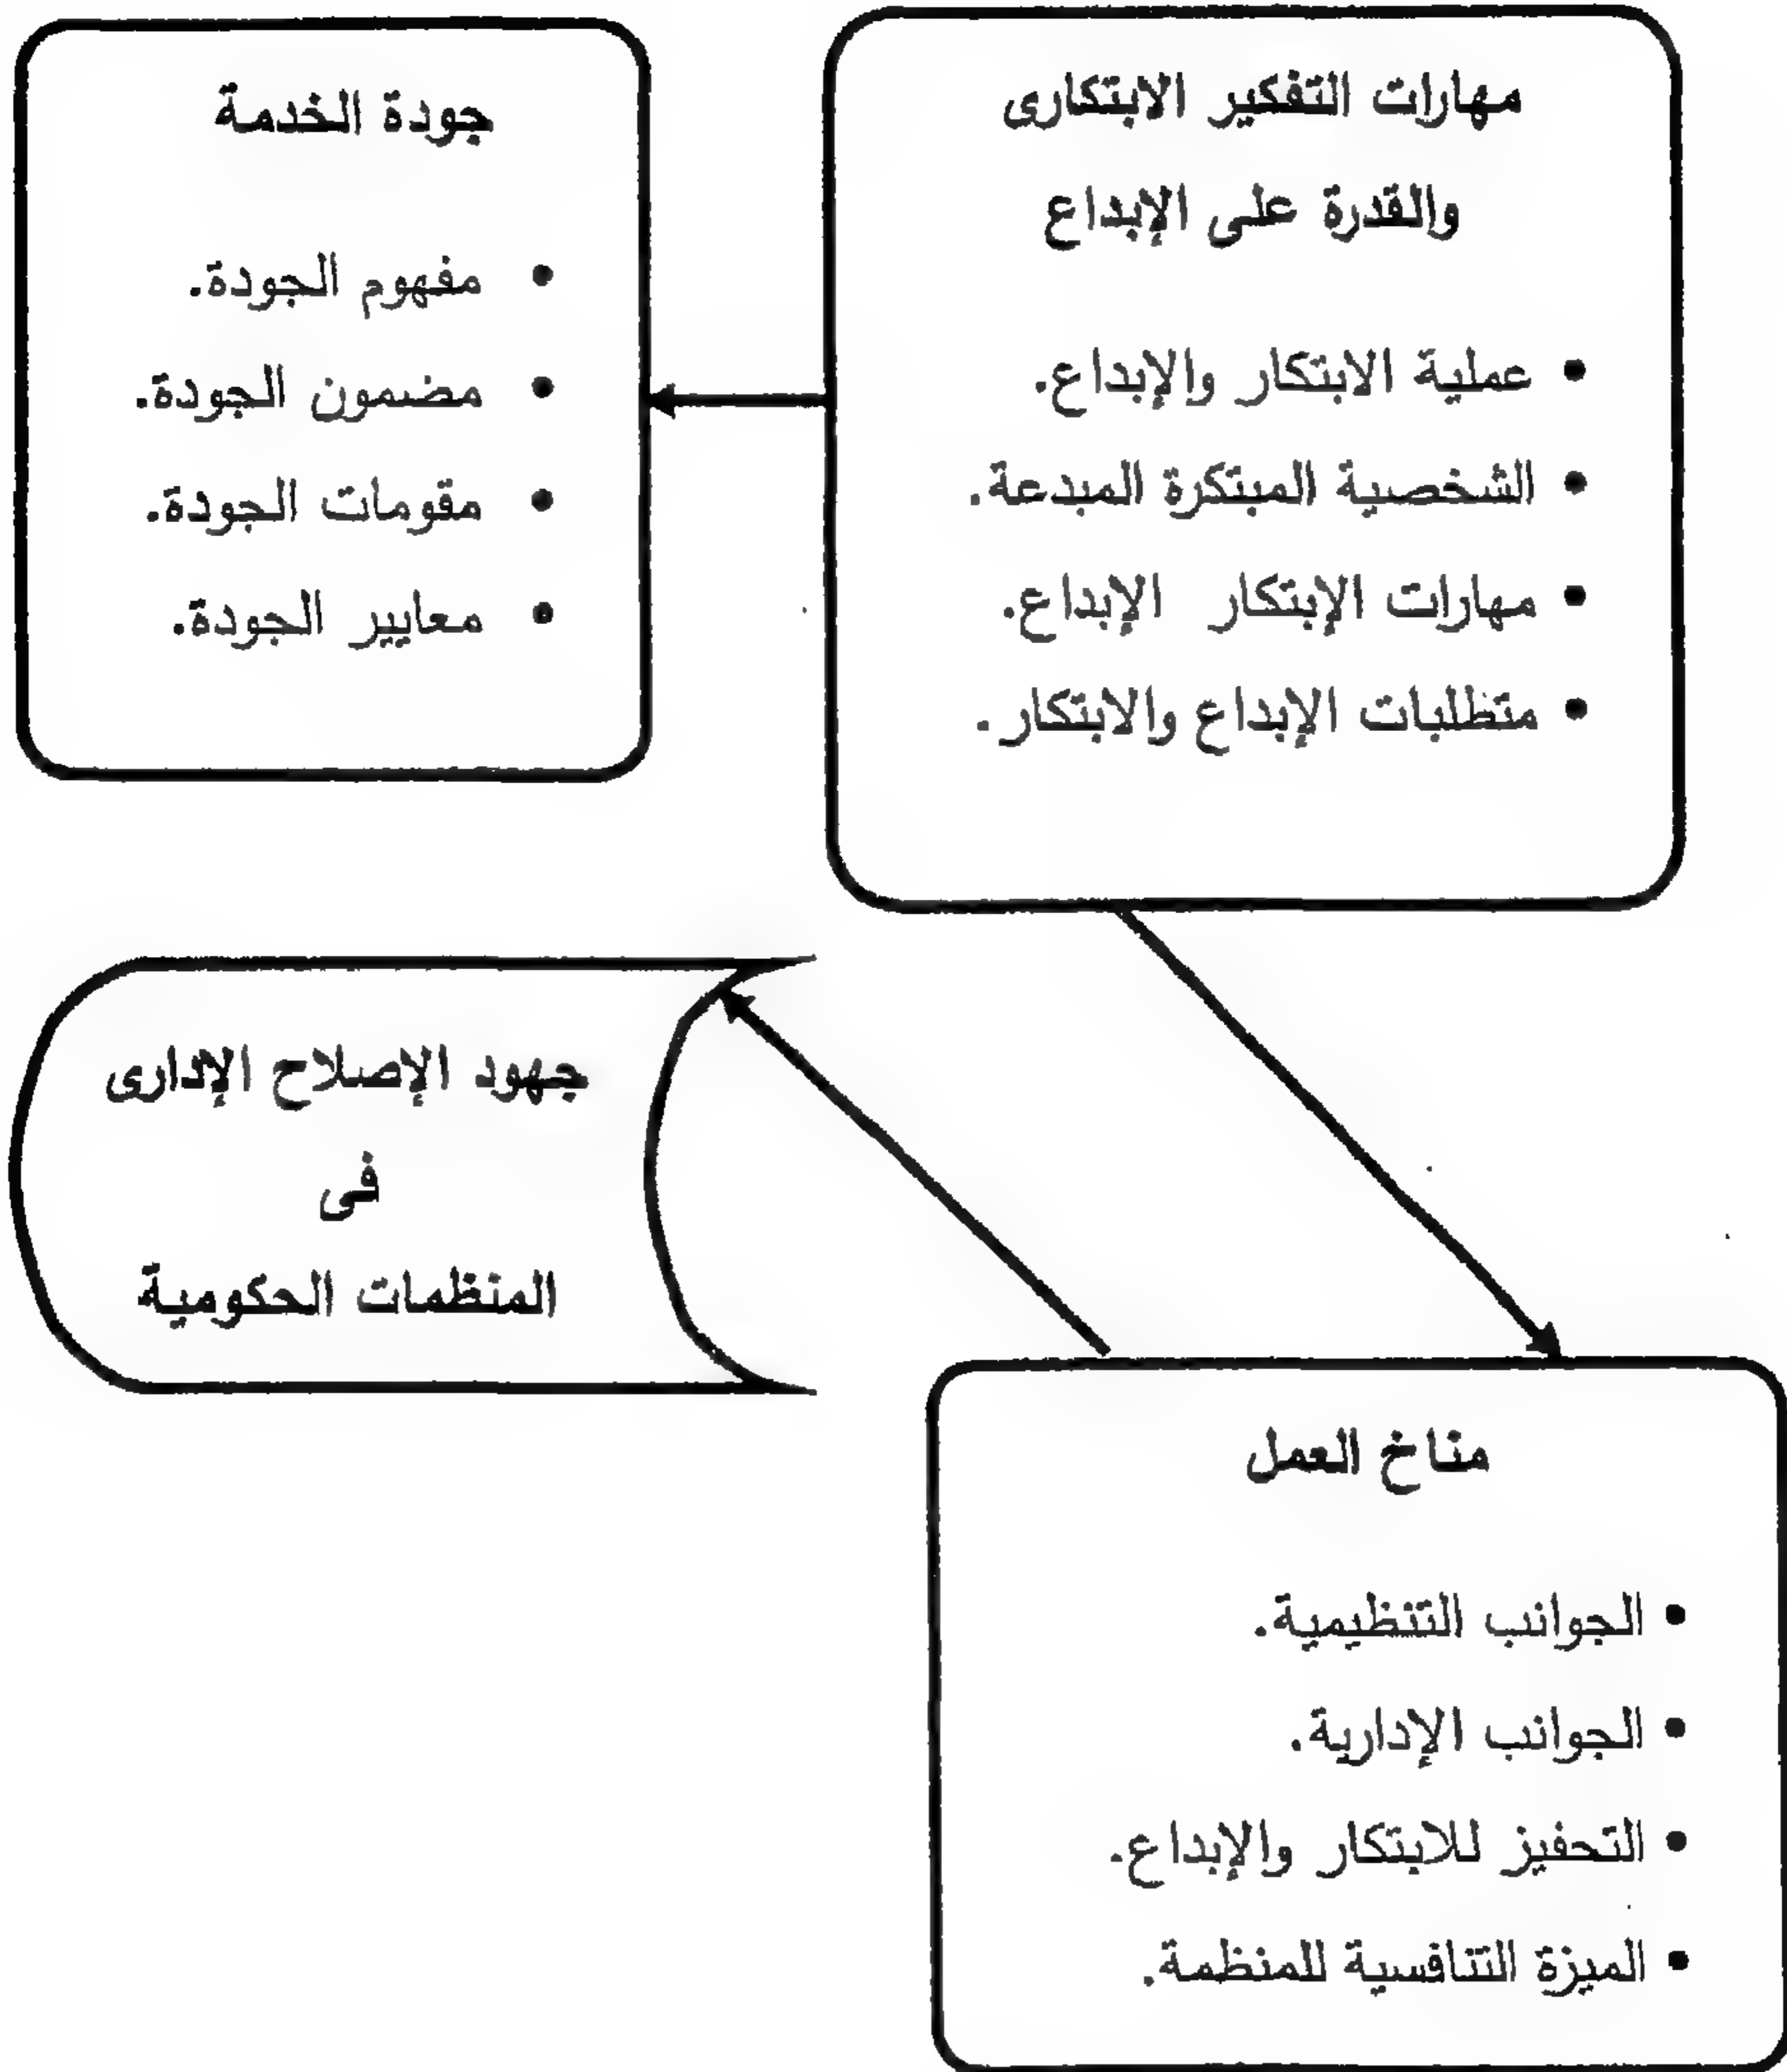 مهارات التفكير الابتكارى
والقدرة على الإبداع
• عملية الابتكار والإبداع.
• الشخصية المبتكرة المبدعة.
• مهارات الإبتكار الإبداع.
• متطلبات الإبداع والابتكار.
جودة الخدمة
• مفهوم الجودة.
• مضمون الجودة.
• مقومات الجودة.
• معايير الجودة.
جهود الإصلاح الإدارى
فى
المنظمات الحكومية
مناخ العمل
• الجوانب التنظيمية.
• الجوانب الإدارية.
• التحفيز للابتكار والإبداع.
• الميزة التنافسية للمنظمة.